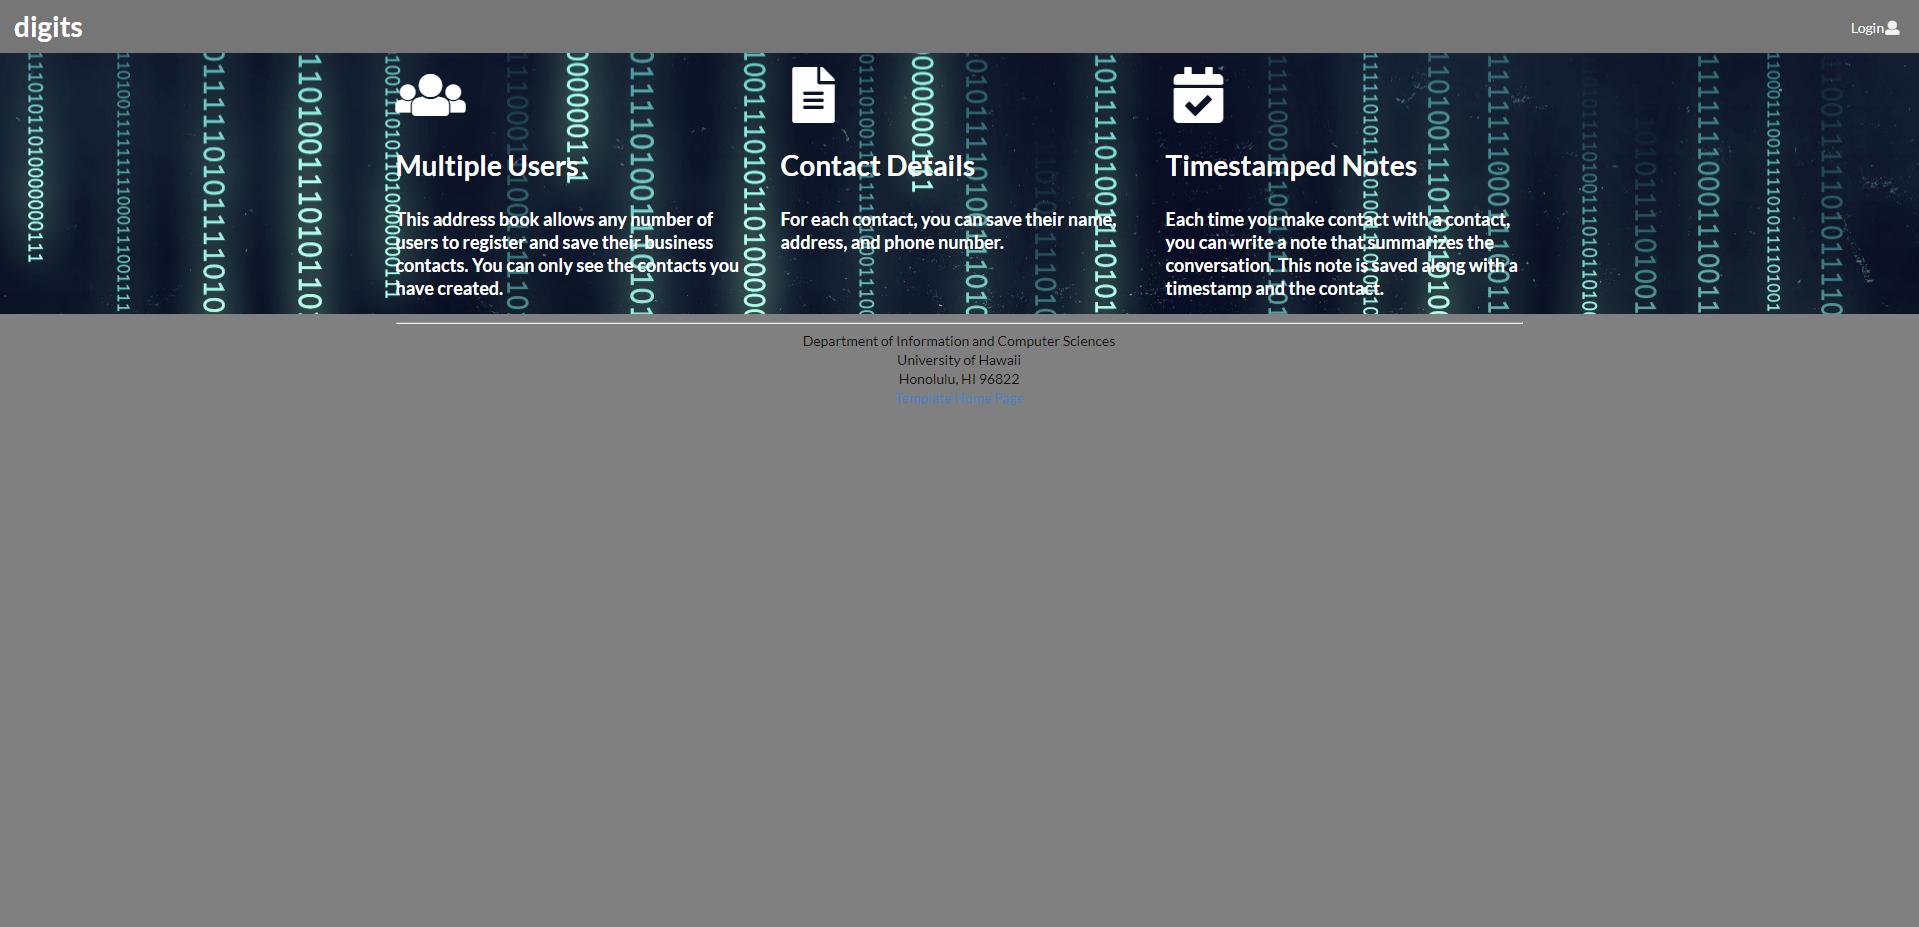 digits
Login
Multiple Users
This address book allows any number of
users to register and save their business
contacts. You can only see the contacts you
have created.
Contact Details
For each contact, you can save their name,
address, and phone number.
Timestamped Notes
Each time you make contact with a contact,
you can write a note that summarizes the
conversation. This note is saved along with a
timestamp and the contact.
Department of Information and Computer Sciences
University of Hawaii
Honolulu, HI 96822
Template Home Page